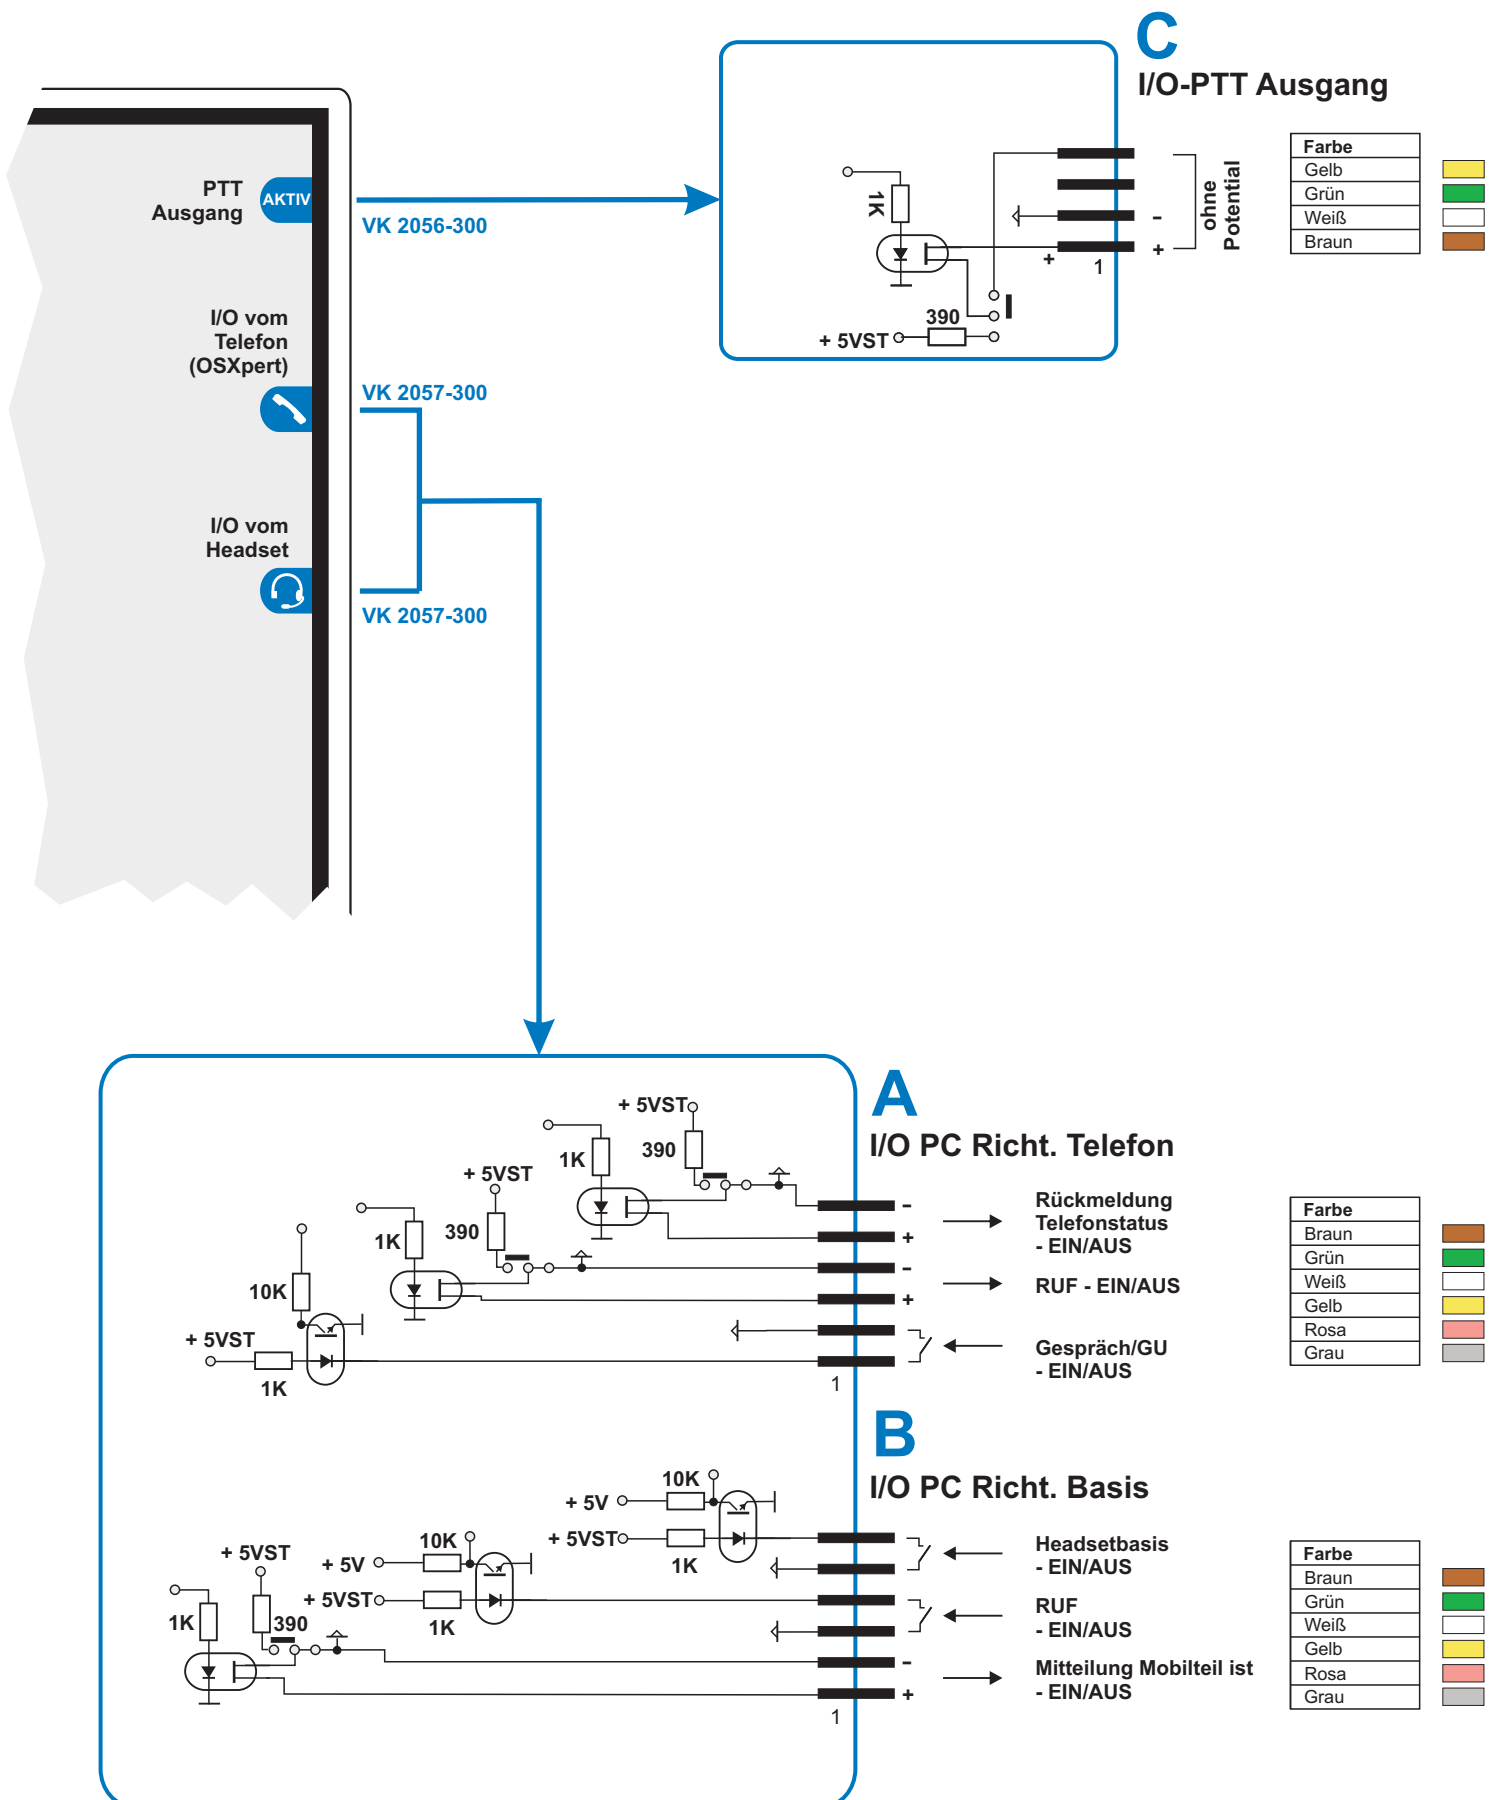 C
I/O-PTT Ausgang
PTT
Ausgang
AKTIV
VK 2056-300
1K
390
+ 5VST
+
1
-
+
ohne
Potential
Farbe
Gelb
Grün
Weiß
Braun
I/O vom
Telefon
(OSXpert)
VK 2057-300
I/O vom
Headset
VK 2057-300
A
I/O PC Richt. Telefon
+ 5VST
390
1K
+ 5VST
390
1K
10K
+ 5VST
1K
-
+
-
+
1
Rückmeldung
Telefonstatus
- EIN/AUS
RUF - EIN/AUS
Gespräch/GU
- EIN/AUS
Farbe
Braun
Grün
Weiß
Gelb
Rosa
Grau
B
I/O PC Richt. Basis
10K
+ 5V
+ 5VST
1K
10K
+ 5V
+ 5VST
1K
+ 5VST
1K
390
-
+
1
Headsetbasis
- EIN/AUS
RUF
- EIN/AUS
Mitteilung Mobilteil ist
- EIN/AUS
Farbe
Braun
Grün
Weiß
Gelb
Rosa
Grau